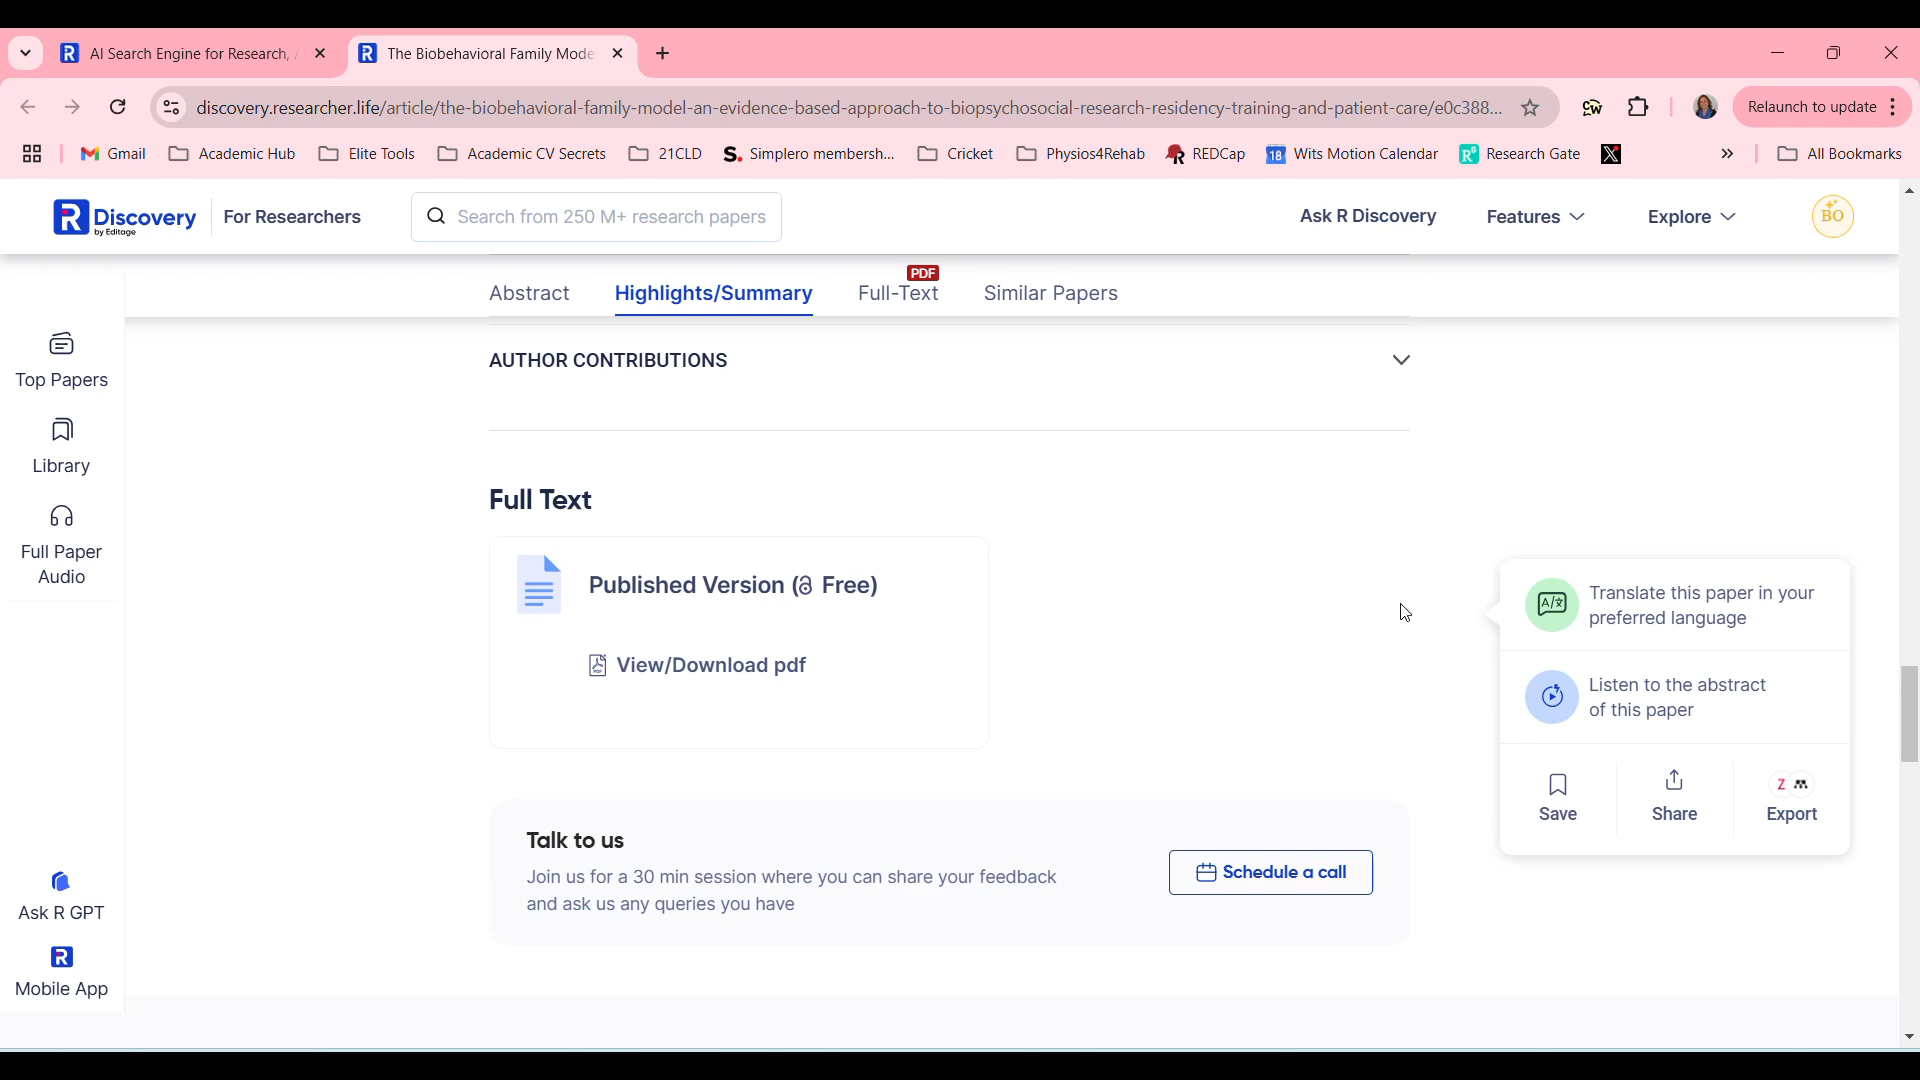 AI Search Engine for Research,
The Biobehavioral Family Mode
discovery.researcher.life/article/the-biobehavioral-family-model-an-evidence-based-approach-to-biopsychosocial-research-residency-training-and-patient-care/e0c388...
Relaunch to update
Gmail
Academic Hub
Elite Tools
Academic CV Secrets
21CLD
Simplero membersh...
Cricket
Physios4Rehab
REDCap
18
Wits Motion Calendar
Research Gate
All Bookmarks
R Discovery
by Editage
For Researchers
Search from 250 M+ research papers
Ask R Discovery
Features
Explore
BO
Abstract
Highlights/Summary
PDF
Full-Text
Similar Papers
Top Papers
Library
Full Paper
Audio
Ask R GPT
Mobile App
AUTHOR CONTRIBUTIONS
Full Text
Published Version (Free)
View/Download pdf
Talk to us
Join us for a 30 min session where you can share your feedback
and ask us any queries you have
Schedule a call
Translate this paper in your
preferred language
Listen to the abstract
of this paper
Save
Share
Z
Export